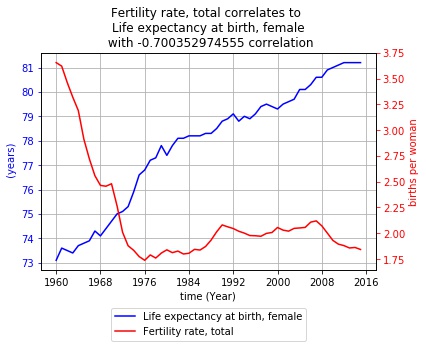 Fertility rate, total correlates to
Life expectancy at birth, female
with -0.700352974555 correlation
81
80
79
78
77
76
75
74
73
(years)
3.75
3.50
3.25
3.00
2.75
2.50
2.25
2.00
1.75
births per woman
1960 1968 1976 1984 1992 2000 2008 2016
time (Year)
Life expectancy at birth, female
Fertility rate, total